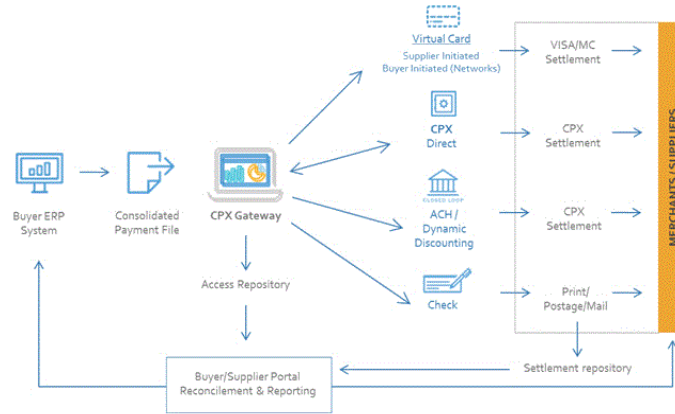 Virtual Card
Supplier Initiated
Buyer Initiated (Networks)
VISA/MC
Settlement
CPX
Direct
CPX
Settlement
Buyer ERP
System
Consolidated
Payment File
CPX Gateway
CLOSED LOOP
ACH /
Dynamic
Discounting
CPX
Settlement
Access Repository
Check
Print/
Postage/Mail
MERCHANTS / SUPPLIERS
Buyer/Supplier Portal
Reconcilement & Reporting
Settlement repository